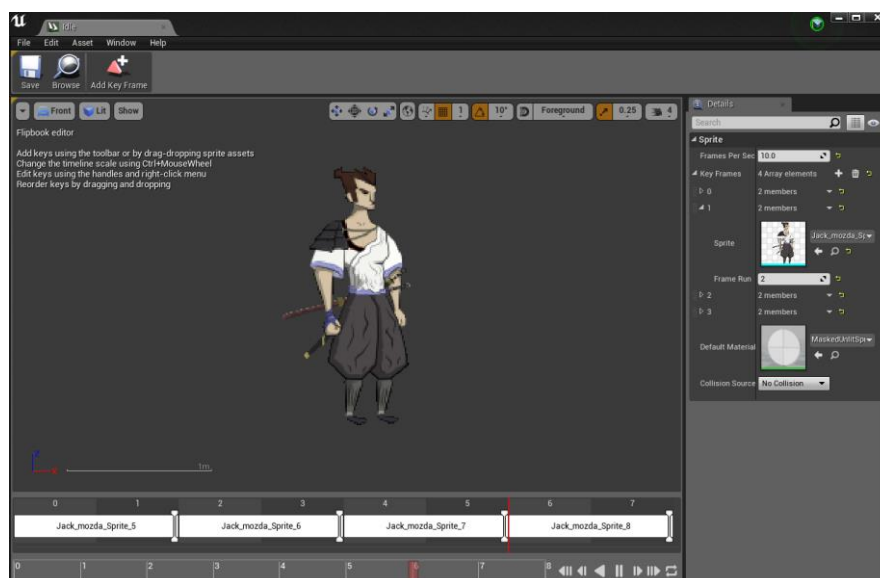 Idle
File Edit Asset Window Help
Save Browse Add Key Frame
Front Lit Show
1 10° Foreground 0.25 4
Flipbook editor
Add keys using the toolbar or by drag-dropping sprite assets
Change the timeline scale using Ctrl+MouseWheel
Edit keys using the handles and right-click menu
Reorder keys by dragging and dropping
Z
X
1m
Details
Search
Sprite
Frames Per Sec 10.0
Key Frames 4 Array elements
0 2 members
1 2 members
Sprite Jack_mozda_Sp
Frame Run 2
2 2 members
3 2 members
Default Material MaskedUnlitSpr
Collision Source No Collision
0 1 2 3 4 5 6 7
Jack_mozda_Sprite_5 Jack_mozda_Sprite_6 Jack_mozda_Sprite_7 Jack_mozda_Sprite_8
0 1 2 3 4 5 6 7 8